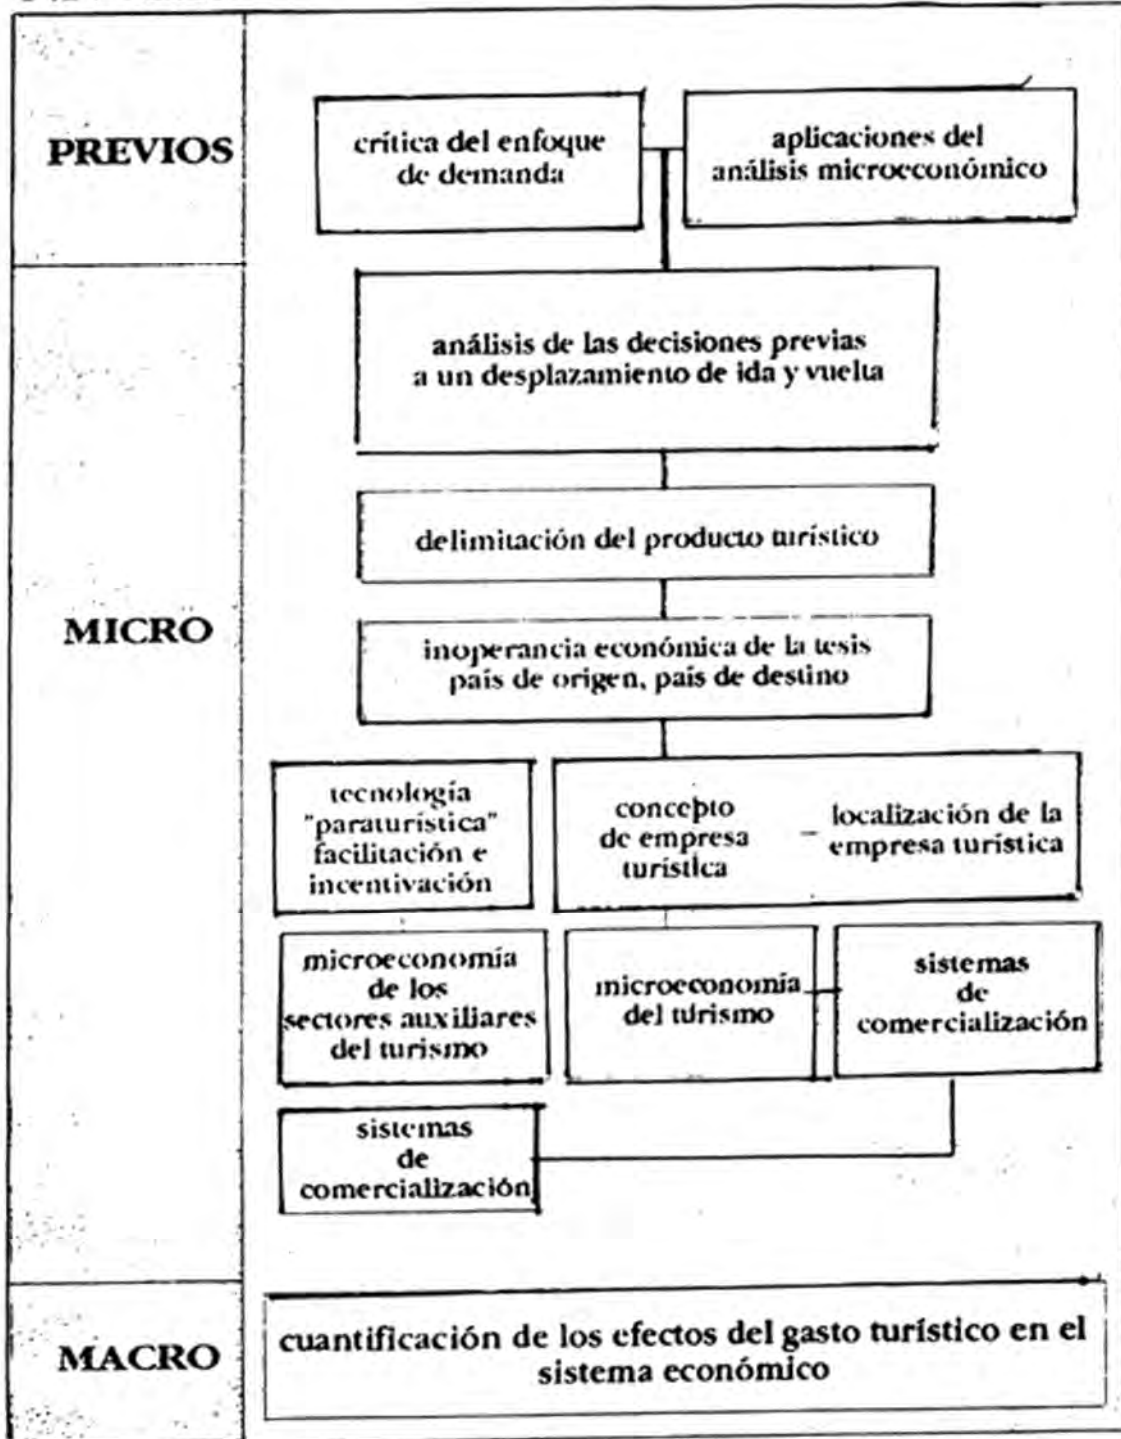 PREVIOS
crítica del enfoque
de demanda
aplicaciones del
análisis microeconómico
MICRO
análisis de las decisiones previas
a un desplazamiento de ida y vuelta
delimitación del producto turístico
inoperancia económica de la tesis
país de origen, país de destino
tecnología
"paraturística"
facilitación e
incentivación
concepto
de empresa
turística
– localización de la
empresa turística
microeconomía
de los
sectores auxiliares
del turismo
microeconomía
del turismo
sistemas
de
comercialización
sistemas
de
comercialización
MACRO
cuantificación de los efectos del gasto turístico en el
sistema económico